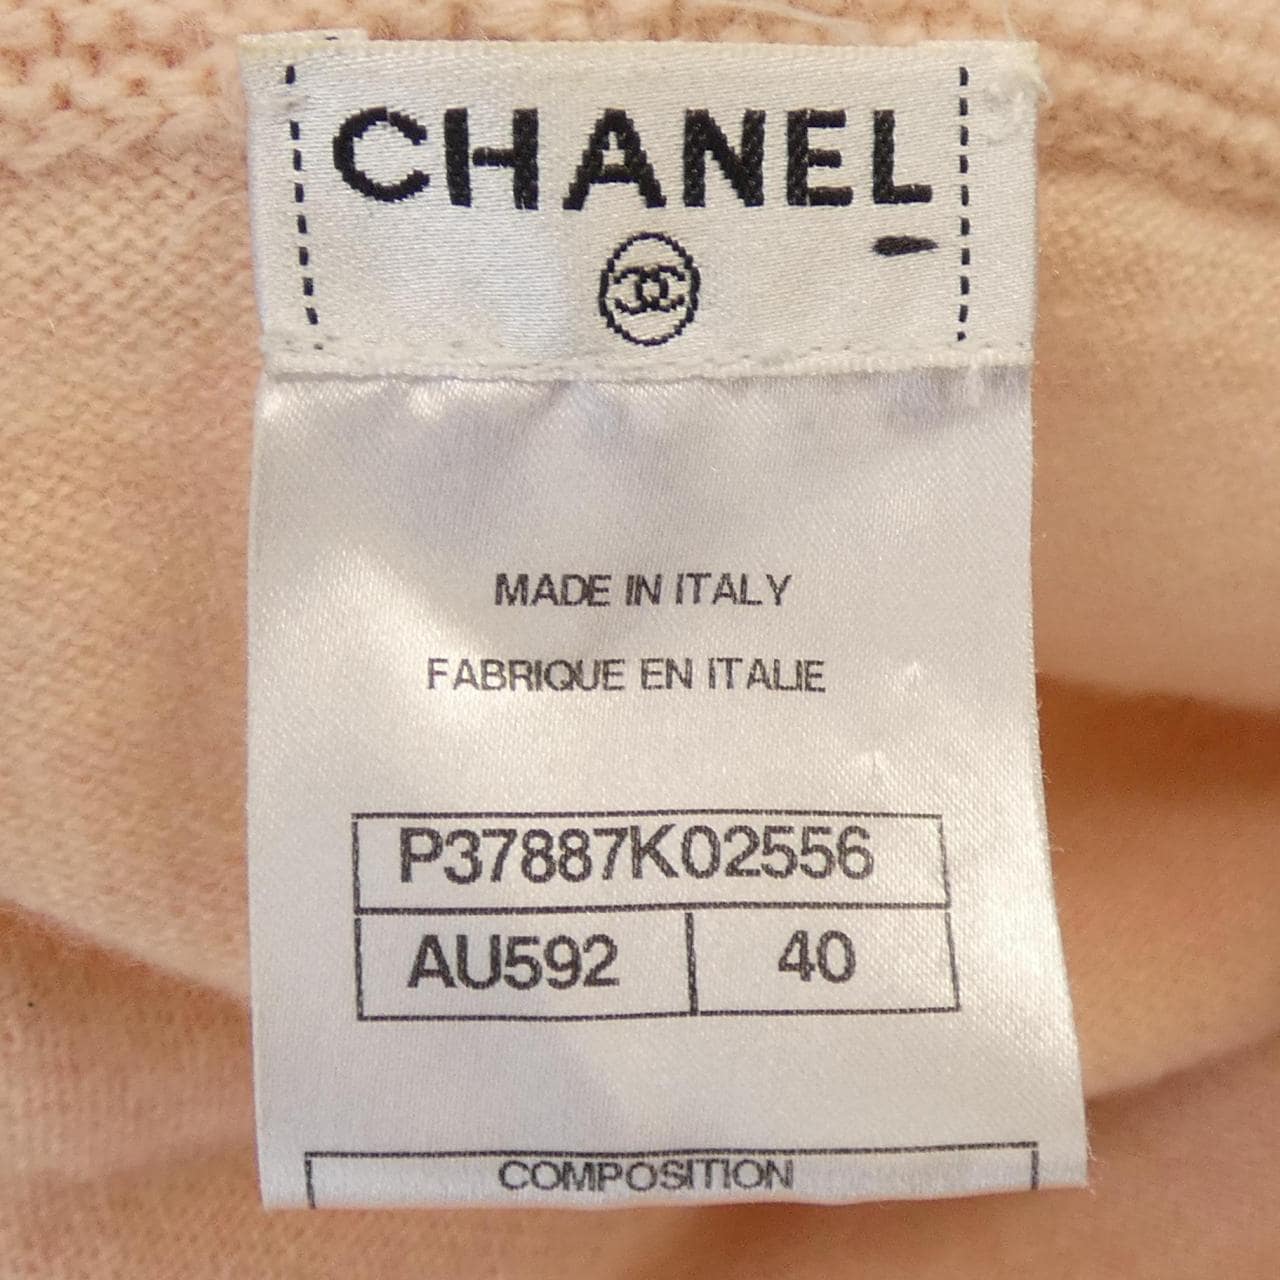 CHANEL
MADE IN ITALY
FABRIQUE EN ITALIE
P37887K02556
AU592 40
COMPOSITION